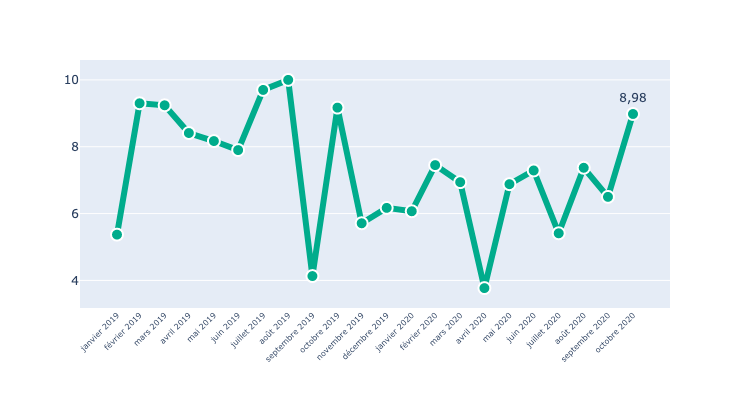 10
8
6
4
8,98
janvier 2019
février 2019
mars 2019
avril 2019
mai 2019
juin 2019
juillet 2019
août 2019
septembre 2019
octobre 2019
novembre 2019
décembre 2019
janvier 2020
février 2020
mars 2020
avril 2020
mai 2020
juin 2020
juillet 2020
août 2020
septembre 2020
octobre 2020